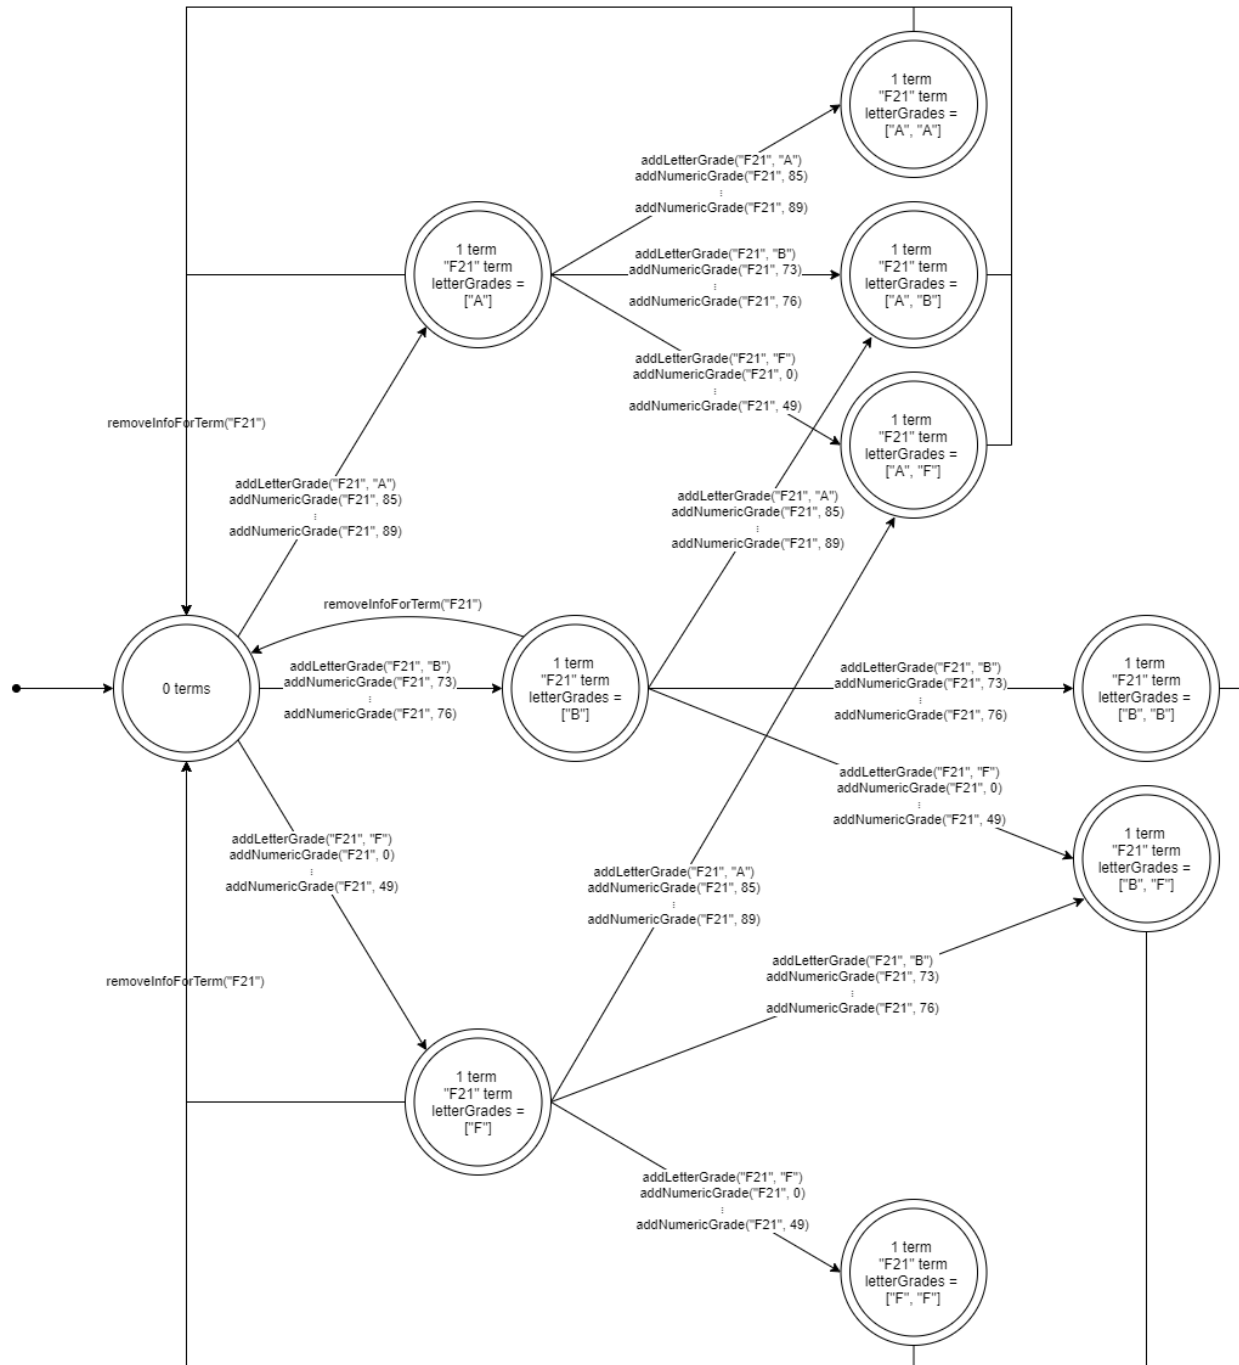 1 term
"F21" term
letterGrades =
["A", "A"]
addLetterGrade("F21", "A")
addNumericGrade("F21", 85)
⋮
addNumericGrade("F21", 89)
1 term
"F21" term
letterGrades =
["A"]
addLetterGrade("F21", "B")
addNumericGrade("F21", 73)
⋮
addNumericGrade("F21", 76)
1 term
"F21" term
letterGrades =
["A", "B"]
addLetterGrade("F21", "F")
addNumericGrade("F21", 0)
⋮
addNumericGrade("F21", 49)
1 term
"F21" term
letterGrades =
["A", "F"]
removeInfoForTerm("F21")
addLetterGrade("F21", "A")
addNumericGrade("F21", 85)
⋮
addNumericGrade("F21", 89)
addLetterGrade("F21", "A")
addNumericGrade("F21", 85)
⋮
addNumericGrade("F21", 89)
removeInfoForTerm("F21")
0 terms
addLetterGrade("F21", "B")
addNumericGrade("F21", 73)
⋮
addNumericGrade("F21", 76)
1 term
"F21" term
letterGrades =
["B"]
addLetterGrade("F21", "B")
addNumericGrade("F21", 73)
⋮
addNumericGrade("F21", 76)
1 term
"F21" term
letterGrades =
["B", "B"]
addLetterGrade("F21", "F")
addNumericGrade("F21", 0)
⋮
addNumericGrade("F21", 49)
1 term
"F21" term
letterGrades =
["B", "F"]
addLetterGrade("F21", "F")
addNumericGrade("F21", 0)
⋮
addNumericGrade("F21", 49)
addLetterGrade("F21", "A")
addNumericGrade("F21", 85)
⋮
addNumericGrade("F21", 89)
removeInfoForTerm("F21")
addLetterGrade("F21", "B")
addNumericGrade("F21", 73)
⋮
addNumericGrade("F21", 76)
1 term
"F21" term
letterGrades =
["F"]
addLetterGrade("F21", "F")
addNumericGrade("F21", 0)
⋮
addNumericGrade("F21", 49)
1 term
"F21" term
letterGrades =
["F", "F"]